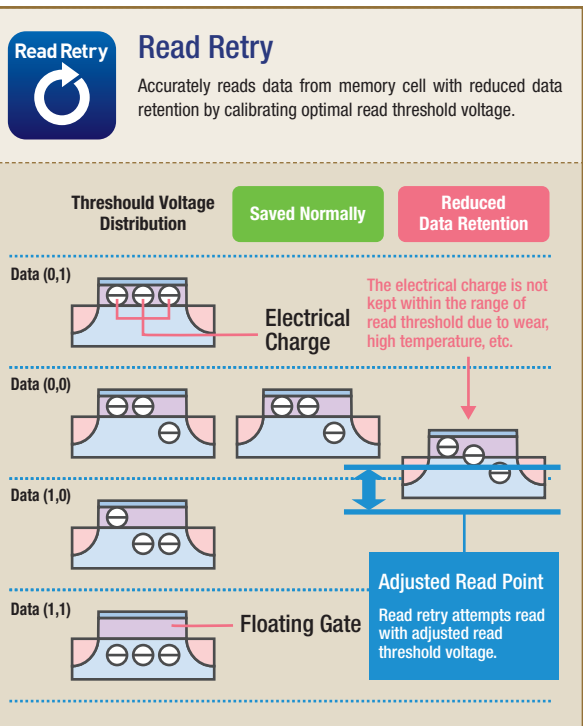 Read Retry
Read Retry
Accurately reads data from memory cell with reduced data
retention by calibrating optimal read threshold voltage.
Threshould Voltage
Distribution
Saved Normally
Reduced
Data Retention
Data (0,1)
The electrical charge is not
kept within the range of
read threshold due to wear,
high temperature, etc.
Electrical
Charge
Data (0,0)
Data (1,0)
Adjusted Read Point
Read retry attempts read
with adjusted read
threshold voltage.
Data (1,1)
Floating Gate